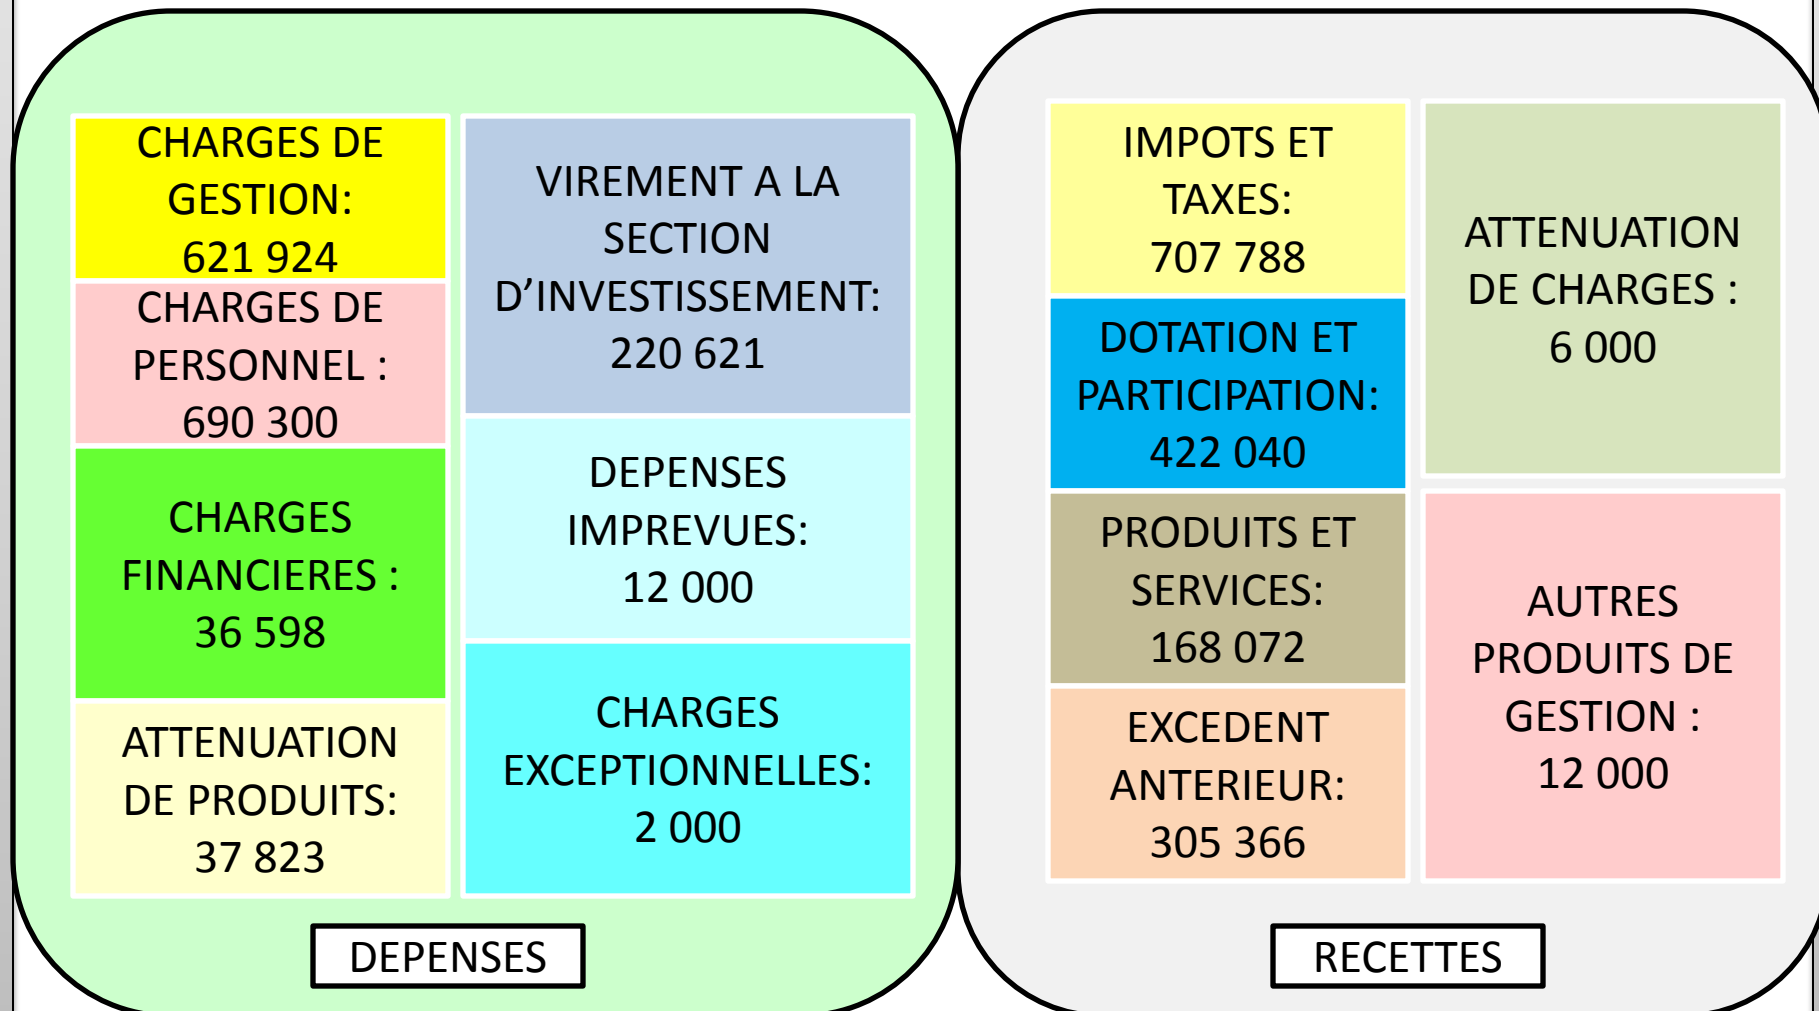 CHARGES DE
GESTION:
621 924
CHARGES DE
PERSONNEL :
690 300
CHARGES
FINANCIERES :
36 598
ATTENUATION
DE PRODUITS:
37 823
VIREMENT A LA
SECTION
D’INVESTISSEMENT:
220 621
DEPENSES
IMPREVUES:
12 000
CHARGES
EXCEPTIONNELLES:
2 000
DEPENSES
IMPOTS ET
TAXES:
707 788
DOTATION ET
PARTICIPATION:
422 040
PRODUITS ET
SERVICES:
168 072
EXCEDENT
ANTERIEUR:
305 366
ATTENUATION
DE CHARGES :
6 000
AUTRES
PRODUITS DE
GESTION :
12 000
RECETTES